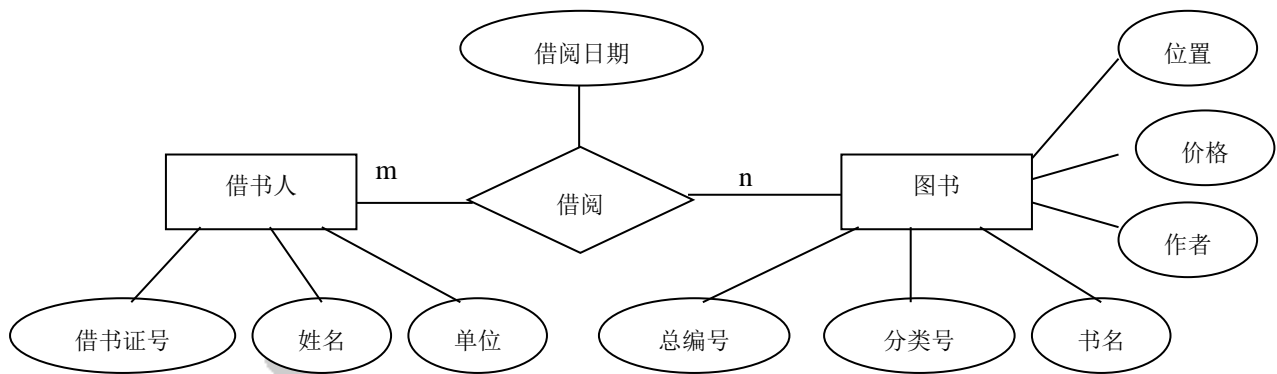 借阅日期
位置
价格
借书人
m
借阅
n
图书
作者
借书证号
姓名
单位
总编号
分类号
书名